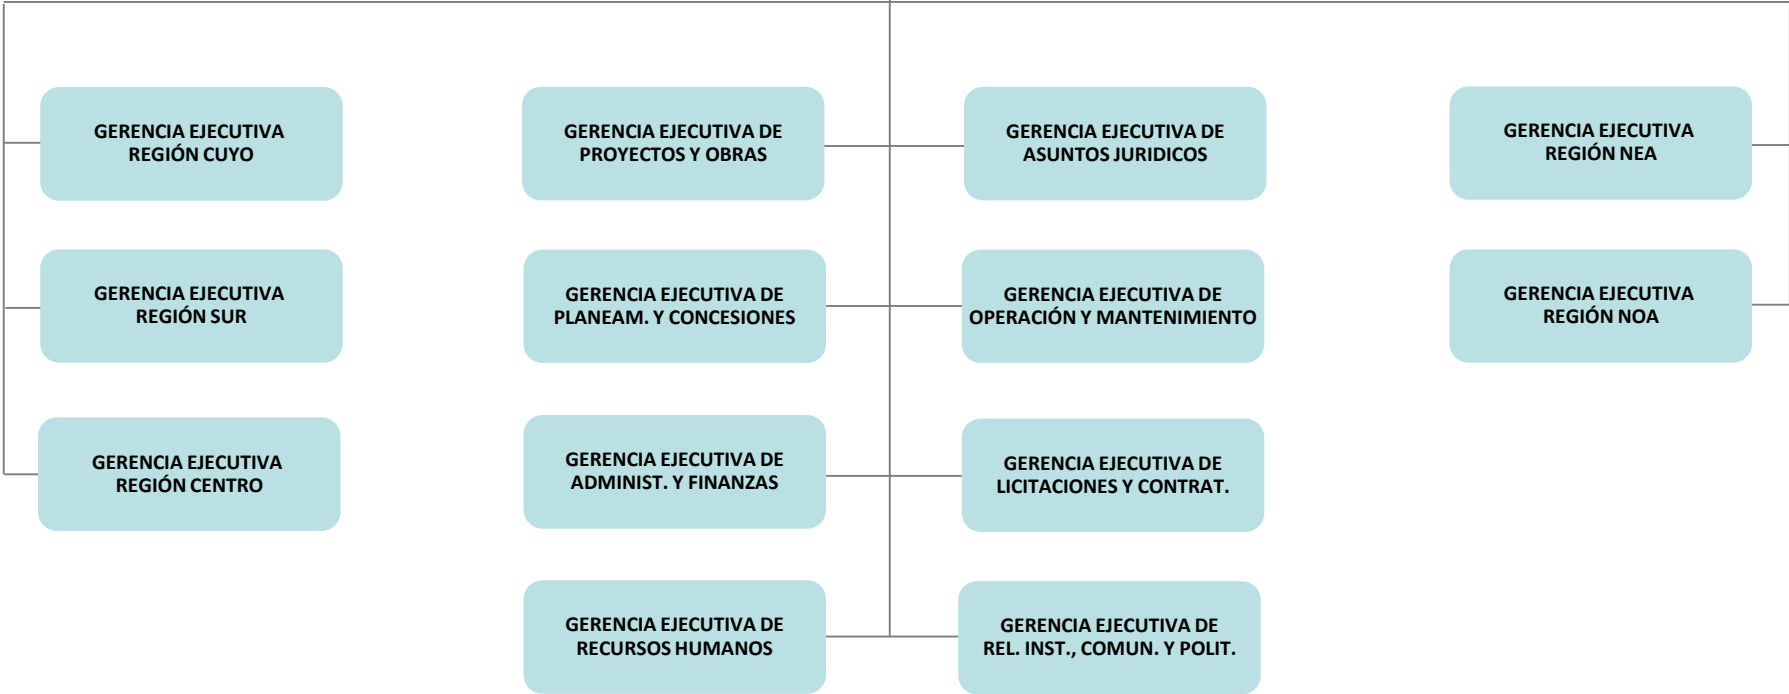 GERENCIA EJECUTIVA
REGIÓN CUYO
GERENCIA EJECUTIVA DE
PROYECTOS Y OBRAS
GERENCIA EJECUTIVA DE
ASUNTOS JURIDICOS
GERENCIA EJECUTIVA
REGIÓN NEA
GERENCIA EJECUTIVA
REGIÓN SUR
GERENCIA EJECUTIVA DE
PLANEAM. Y CONCESIONES
GERENCIA EJECUTIVA DE
OPERACIÓN Y MANTENIMIENTO
GERENCIA EJECUTIVA
REGIÓN NOA
GERENCIA EJECUTIVA
REGIÓN CENTRO
GERENCIA EJECUTIVA DE
ADMINIST. Y FINANZAS
GERENCIA EJECUTIVA DE
LICITACIONES Y CONTRAT.
GERENCIA EJECUTIVA DE
RECURSOS HUMANOS
GERENCIA EJECUTIVA DE
REL. INST., COMUN. Y POLIT.